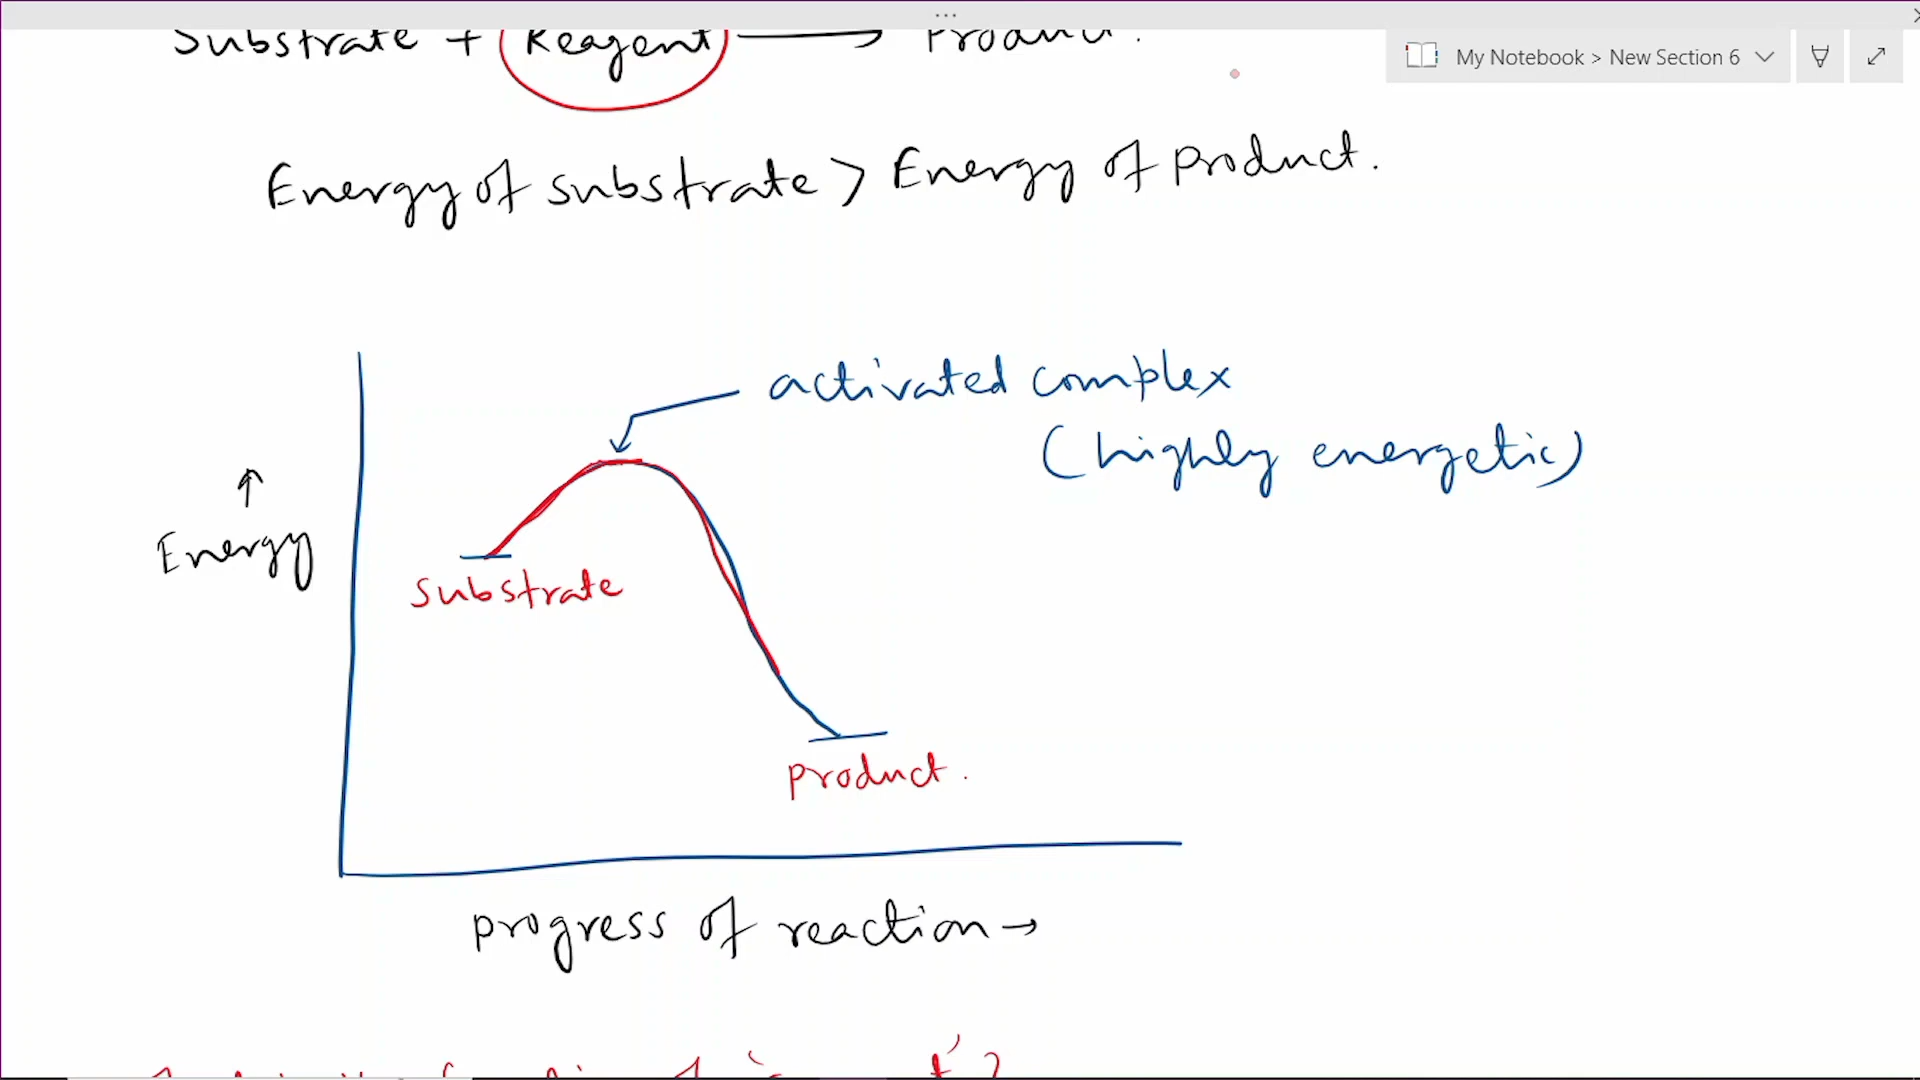 ...
Substrate + Reagent → Product.
My Notebook > New Section 6
Energy of substrate > Energy of product.
activated complex
(highly energetic)
↑
Energy
substrate
product.
progress of reaction →